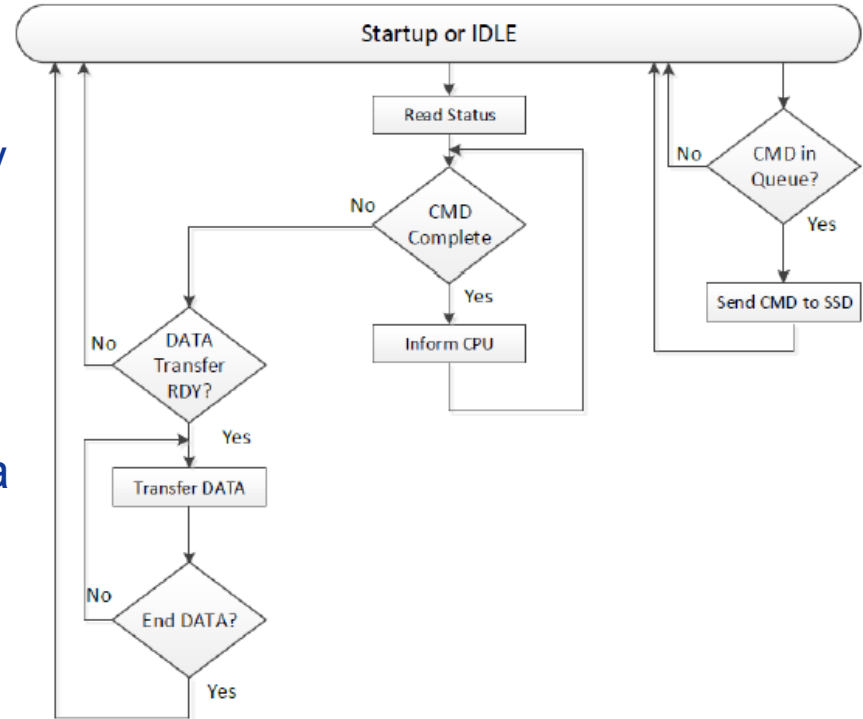 Startup or IDLE
Read Status
No
CMD in
Queue?
Yes
Send CMD to SSD
No
CMD
Complete
Yes
Inform CPU
No
DATA
Transfer
RDY?
Yes
Transfer DATA
No
End DATA?
Yes
y
a